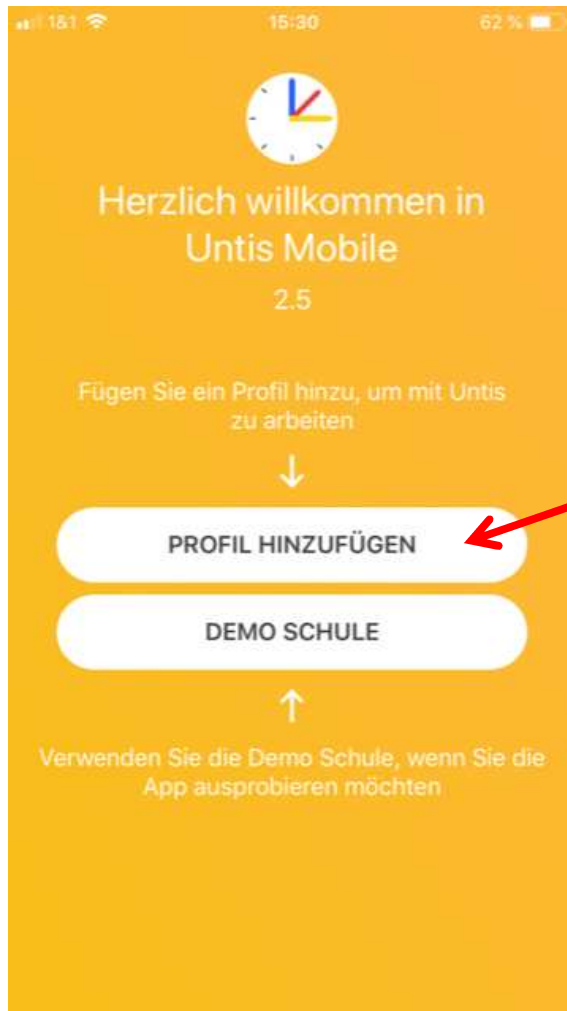 1&1 15:30 62 %
Herzlich willkommen in
Untis Mobile
2.5
Fügen Sie ein Profil hinzu, um mit Untis
zu arbeiten
PROFIL HINZUFÜGEN
DEMO SCHULE
Verwenden Sie die Demo Schule, wenn Sie die
App ausprobieren möchten